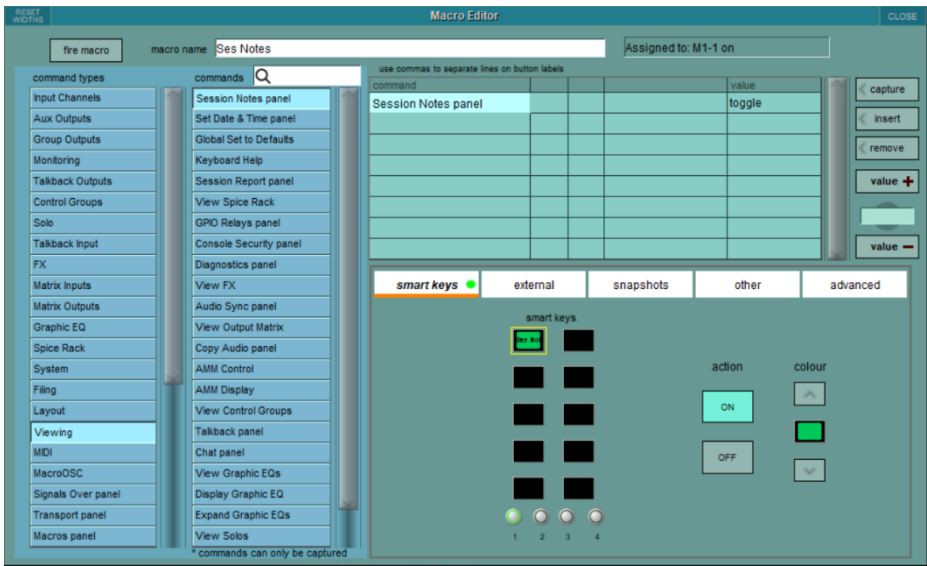 RESET
WIDTHS
Macro Editor
CLOSE
fire macro
macro name
Ses Notes
Assigned to: M1-1 on
use commas to separate lines on button labels
command types
commands
Input Channels
Aux Outputs
Group Outputs
Monitoring
Talkback Outputs
Control Groups
Solo
Talkback Input
FX
Matrix Inputs
Matrix Outputs
Graphic EQ
Spice Rack
System
Filing
Layout
Viewing
MIDI
MacroOSC
Signals Over panel
Transport panel
Macros panel
Session Notes panel
Set Date & Time panel
Global Set to Defaults
Keyboard Help
Session Report panel
View Spice Rack
GPIO Relays panel
Console Security panel
Diagnostics panel
View FX
Audio Sync panel
View Output Matrix
Copy Audio panel
AMM Control
AMM Display
View Control Groups
Talkback panel
Chat panel
View Graphic EQs
Display Graphic EQ
Expand Graphic EQs
View Solos
* commands can only be captured
command
value
Session Notes panel
toggle
capture
insert
remove
value +
value −
smart keys
external
snapshots
other
advanced
smart keys
Ses No
action
colour
ON
OFF
1 2 3 4